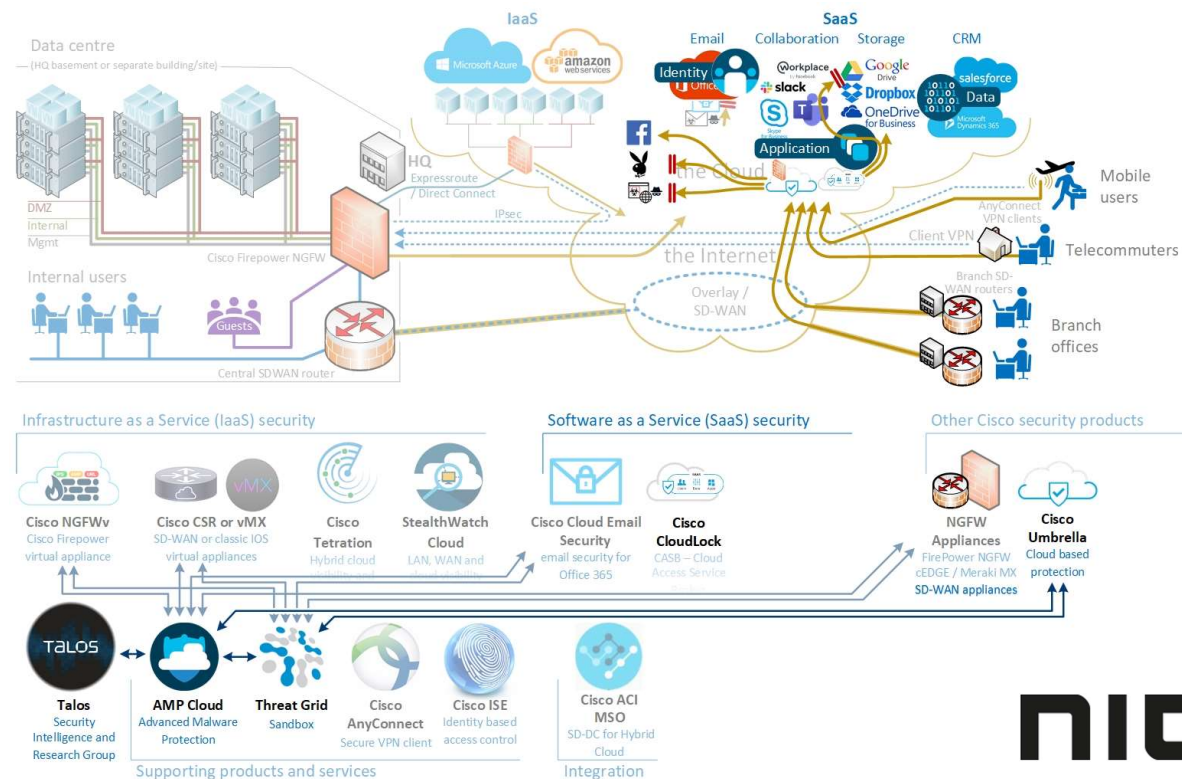 IaaS
SaaS
Data centre
(HQ basement or separate building/site)
Microsoft Azure
amazon
webservices
Email
Collaboration
Storage
CRM
Identity
Office
workplace
by facebook
slack
Skype
for Business
Google
Drive
Dropbox
OneDrive
for Business
salesforce
Data
Microsoft
Dynamics 365
Application
the Cloud
HQ
Expressroute
/ Direct Connect
IPsec
DMZ
Internal
Mgmt
Cisco Firepower NGFW
AnyConnect
VPN clients
Mobile
users
Client VPN
Telecommuters
the Internet
Internal users
Guests
Overlay /
SD-WAN
Branch SD-
WAN routers
Branch
offices
Central SDWAN router
Infrastructure as a Service (IaaS) security
Software as a Service (SaaS) security
Other Cisco security products
vMX
Cisco NGFWv
Cisco Firepower
virtual appliance
Cisco CSR or vMX
SD-WAN or classic IOS
virtual appliances
Cisco
Tetration
Hybrid cloud
visibility and
StealthWatch
Cloud
LAN, WAN and
cloud visibility
Cisco Cloud Email
Security
email security for
Office 365
Cisco
CloudLock
CASB – Cloud
Access Service
NGFW
Appliances
FirePower NGFW
cEDGE / Meraki MX
SD-WAN appliances
Cisco
Umbrella
Cloud based
protection
TALOS
Talos
Security
Intelligence and
Research Group
AMP Cloud
Advanced Malware
Protection
Threat Grid
Sandbox
Cisco
AnyConnect
Secure VPN client
Cisco ISE
Identity based
access control
Cisco ACI
MSO
SD-DC for Hybrid
Cloud
Supporting products and services
Integration